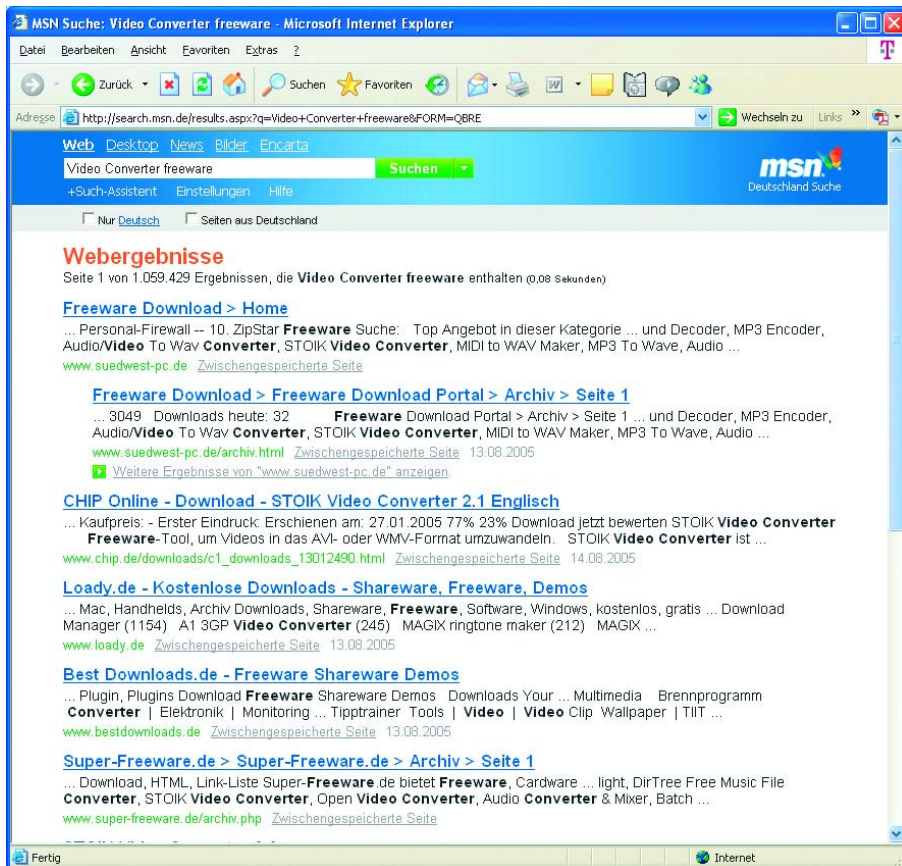 MSN Suche: Video Converter freeware - Microsoft Internet Explorer
Datei Bearbeiten Ansicht Favoriten Extras ?
Zurück Suchen Favoriten
Adresse http://search.msn.de/results.aspx?q=Video+Converter+freeware&FORM=QBRE Wechseln zu Links »
Web Desktop News Bilder Encarta
Video Converter freeware Suchen
+Such-Assistent Einstellungen Hilfe
msn
Deutschland Suche
Nur Deutsch Seiten aus Deutschland
Webergebnisse
Seite 1 von 1.059.429 Ergebnissen, die Video Converter freeware enthalten (0,08 Sekunden)
Freeware Download > Home
... Personal-Firewall -- 10. ZipStar Freeware Suche: Top Angebot in dieser Kategorie ... und Decoder, MP3 Encoder,
Audio/Video To Wav Converter, STOIK Video Converter, MIDI to WAV Maker, MP3 To Wave, Audio ...
www.suedwest-pc.de Zwischengespeicherte Seite
Freeware Download > Freeware Download Portal > Archiv > Seite 1
... 3049 Downloads heute: 32 Freeware Download Portal > Archiv > Seite 1 ... und Decoder, MP3 Encoder,
Audio/Video To Wav Converter, STOIK Video Converter, MIDI to WAV Maker, MP3 To Wave, Audio ...
www.suedwest-pc.de/archiv.html Zwischengespeicherte Seite 13.08.2005
Weitere Ergebnisse von "www.suedwest-pc.de" anzeigen.
CHIP Online - Download - STOIK Video Converter 2.1 Englisch
... Kaufpreis: - Erster Eindruck: Erschienen am: 27.01.2005 77% 23% Download jetzt bewerten STOIK Video Converter
Freeware-Tool, um Videos in das AVI- oder WMV-Format umzuwandeln. STOIK Video Converter ist ...
www.chip.de/downloads/c1_downloads_13012490.html Zwischengespeicherte Seite 14.08.2005
Loady.de - Kostenlose Downloads - Shareware, Freeware, Demos
... Mac, Handhelds, Archiv Downloads, Shareware, Freeware, Software, Windows, kostenlos, gratis ... Download
Manager (1154) A1 3GP Video Converter (245) MAGIX ringtone maker (212) MAGIX ...
www.loady.de Zwischengespeicherte Seite 13.08.2005
Best Downloads.de - Freeware Shareware Demos
... Plugin, Plugins Download Freeware Shareware Demos Downloads Your ... Multimedia Brennprogramm
Converter | Elektronik | Monitoring ... Tipptrainer Tools | Video | Video Clip Wallpaper | TIIT ...
www.bestdownloads.de Zwischengespeicherte Seite 13.08.2005
Super-Freeware.de > Super-Freeware.de > Archiv > Seite 1
... Download, HTML, Link-Liste Super-Freeware.de bietet Freeware, Cardware ... light, DirTree Free Music File
Converter, STOIK Video Converter, Open Video Converter, Audio Converter & Mixer, Batch ...
www.super-freeware.de/archiv.php Zwischengespeicherte Seite
Fertig Internet